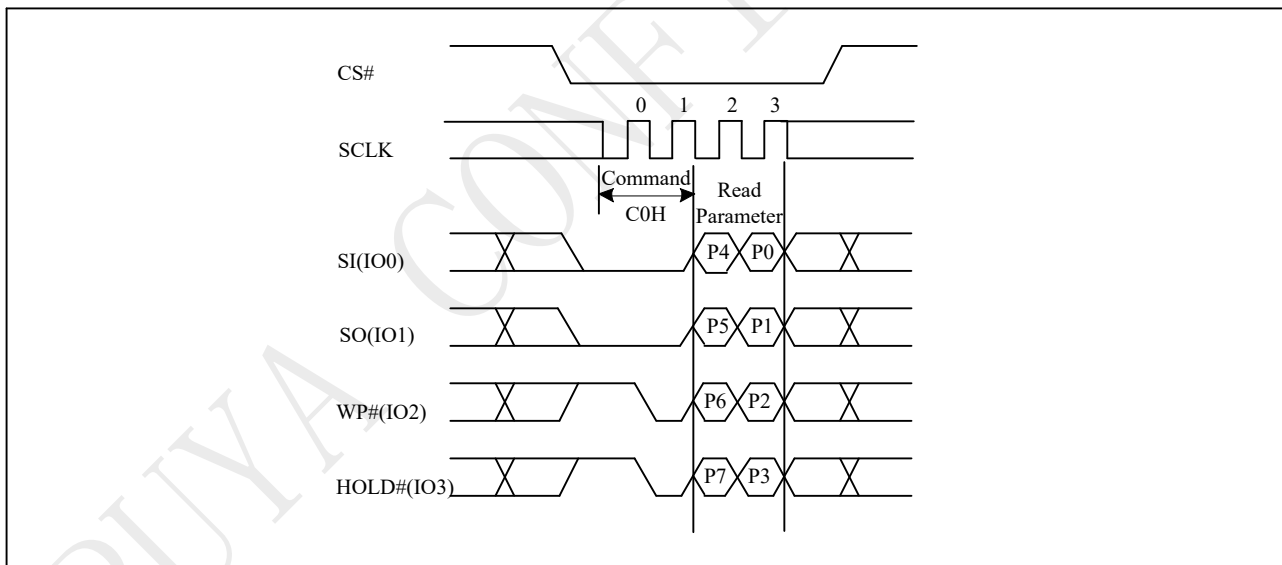 CS#
0 1 2 3
SCLK
Command Read
C0H Parameter
SI(IO0) P4 P0
SO(IO1) P5 P1
WP#(IO2) P6 P2
HOLD#(IO3) P7 P3